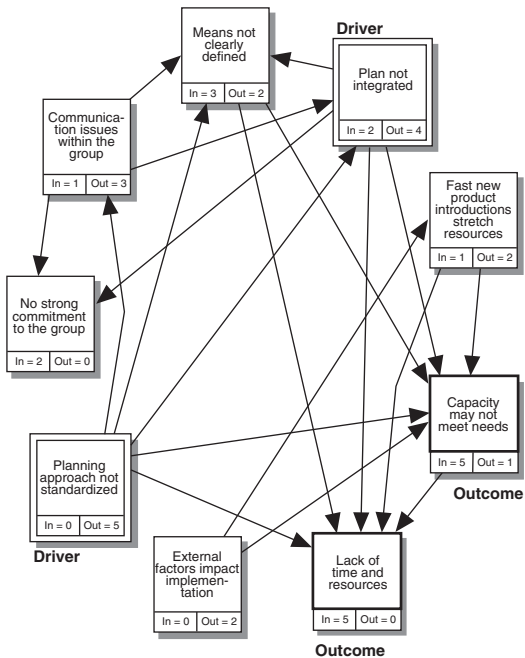 Means not
clearly
defined
In = 3 Out = 2
Driver
Plan not
integrated
In = 2 Out = 4
Communica-
tion issues
within the
group
In = 1 Out = 3
Fast new
product
introductions
stretch
resources
In = 1 Out = 2
No strong
commitment
to the group
In = 2 Out = 0
Capacity
may not
meet needs
In = 5 Out = 1
Outcome
Planning
approach not
standardized
In = 0 Out = 5
Driver
External
factors impact
implemen-
tation
In = 0 Out = 2
Lack of
time and
resources
In = 5 Out = 0
Outcome